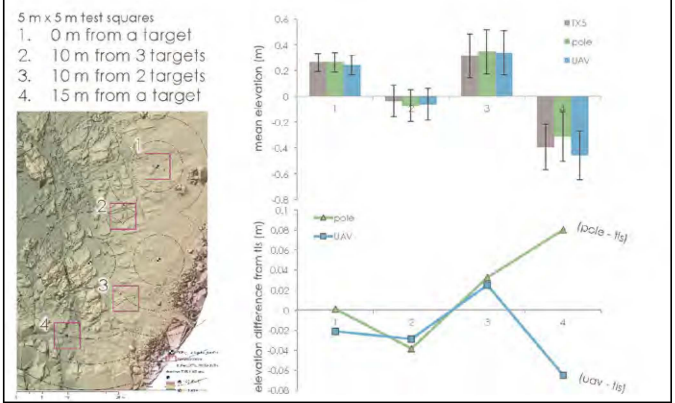 5 m x 5 m test squares
1. 0 m from a target
2. 10 m from 3 targets
3. 10 m from 2 targets
4. 15 m from a target
1
2
3
4
mean elevation (m)
0.6
0.4
0.2
0
-0.2
-0.4
-0.6
-0.8
1
2
3
4
pole
UAV
elevation difference from tls (m)
0.1
0.08
0.06
0.04
0.02
0
-0.02
-0.04
-0.06
-0.08
pole
UAV
1
2
3
4
(pole - tls)
(uav - tls)